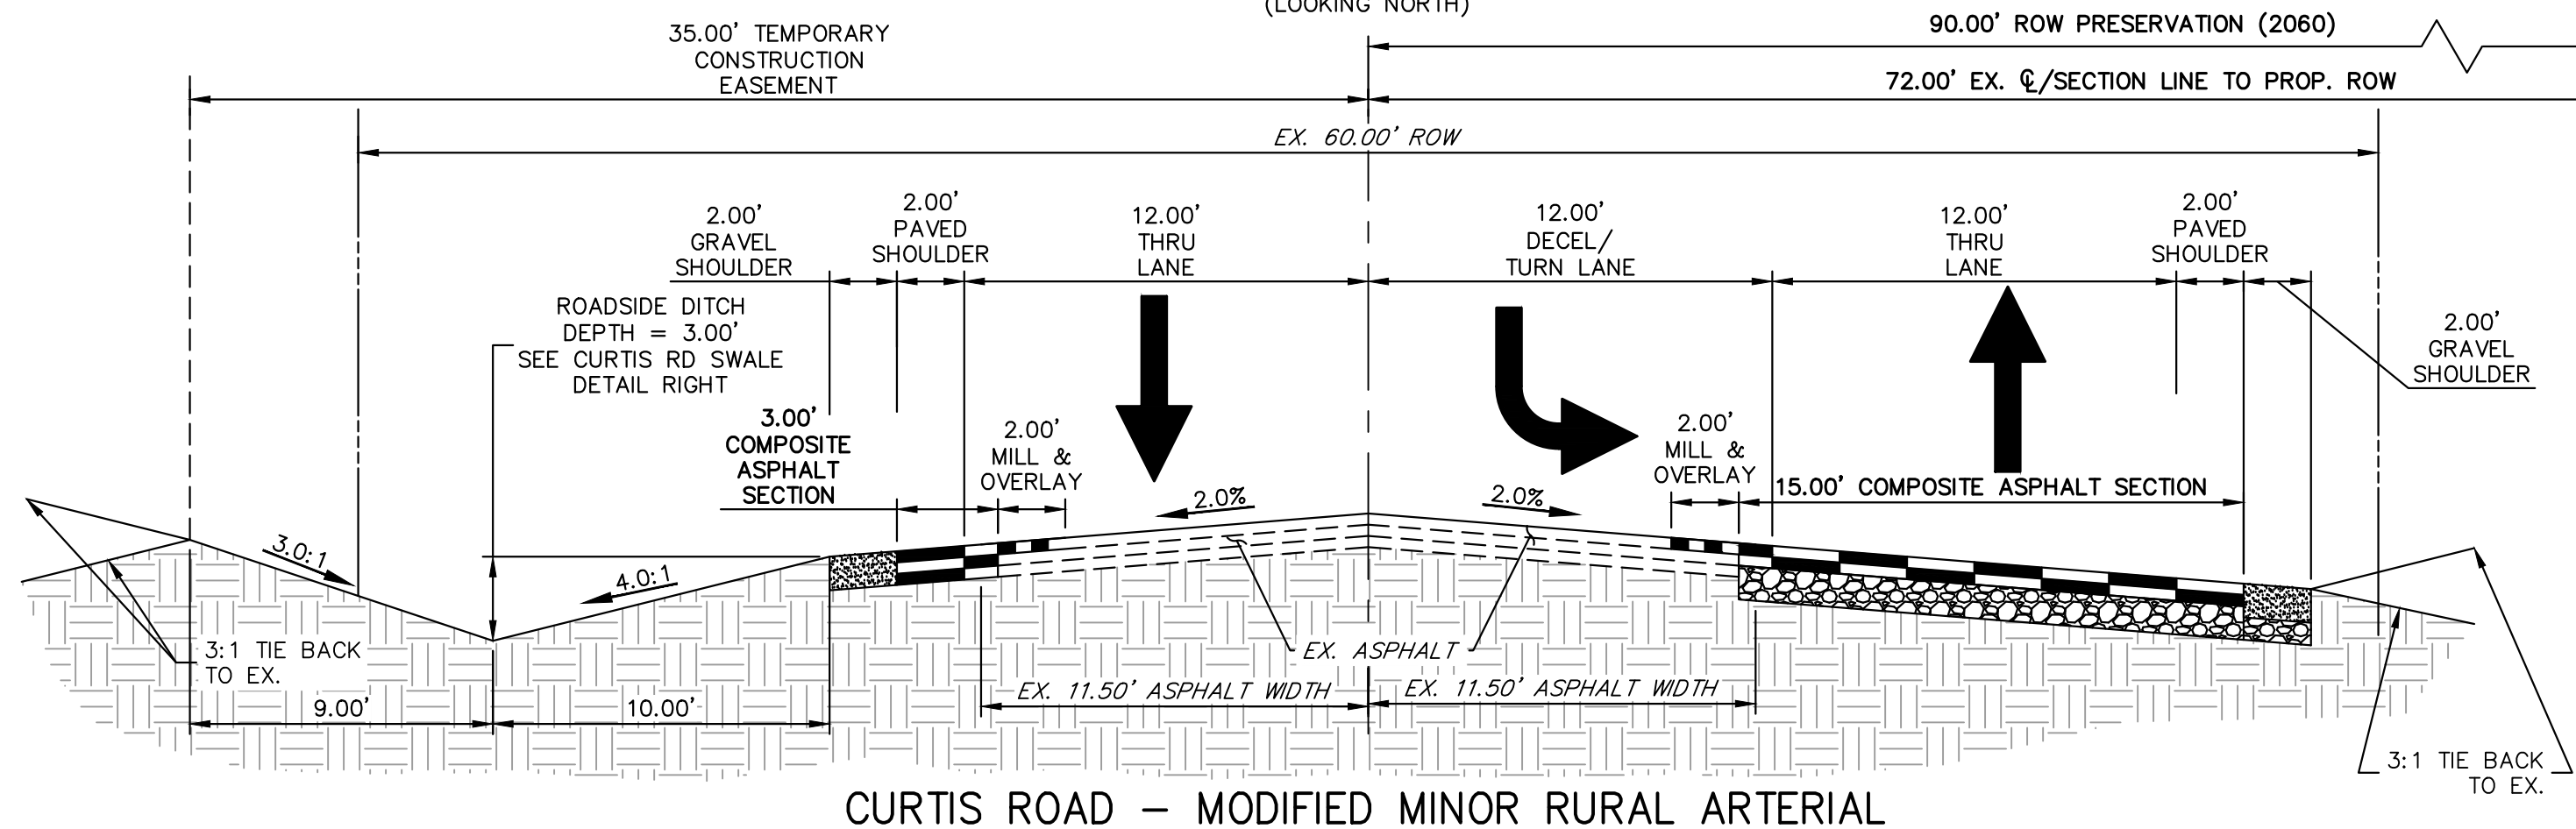 (LOOKING NORTH)
35.00' TEMPORARY
CONSTRUCTION
EASEMENT
90.00' ROW PRESERVATION (2060)
72.00' EX. ℄/SECTION LINE TO PROP. ROW
EX. 60.00' ROW
2.00'
GRAVEL
SHOULDER
2.00'
PAVED
SHOULDER
12.00'
THRU
LANE
12.00'
DECEL/
TURN LANE
12.00'
THRU
LANE
2.00'
PAVED
SHOULDER
2.00'
GRAVEL
SHOULDER
ROADSIDE DITCH
DEPTH = 3.00'
SEE CURTIS RD SWALE
DETAIL RIGHT
3.00'
COMPOSITE
ASPHALT
SECTION
2.00'
MILL &
OVERLAY
2.0%
2.0%
2.00'
MILL &
OVERLAY
15.00' COMPOSITE ASPHALT SECTION
3.0:1
4.0:1
3:1 TIE BACK
TO EX.
EX. ASPHALT
9.00'
10.00'
EX. 11.50' ASPHALT WIDTH
EX. 11.50' ASPHALT WIDTH
3:1 TIE BACK
TO EX.
CURTIS ROAD – MODIFIED MINOR RURAL ARTERIAL